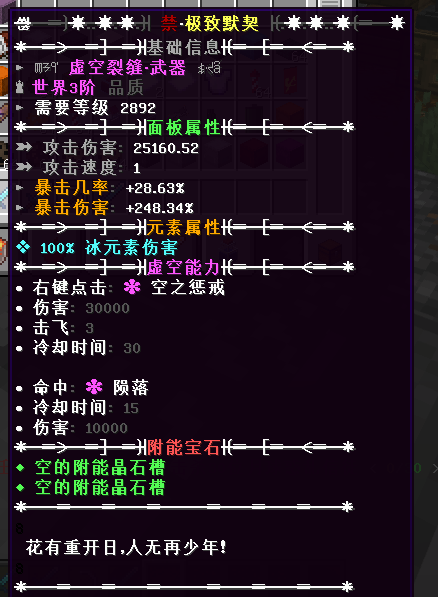 禁·极致默契
基础信息
虚空裂缝·武器
世界3阶 品质
需要等级 2892
面板属性
攻击伤害: 25160.52
攻击速度: 1
暴击几率: +28.63%
暴击伤害: +248.34%
元素属性
❖ 100% 冰元素伤害
虚空能力
• 右键点击: ❇ 空之惩戒
• 伤害: 30000
• 击飞: 3
• 冷却时间: 30
• 命中: ❇ 陨落
• 冷却时间: 15
• 伤害: 10000
附能宝石
◆ 空的附能晶石槽
◆ 空的附能晶石槽
花有重开日,人无再少年!